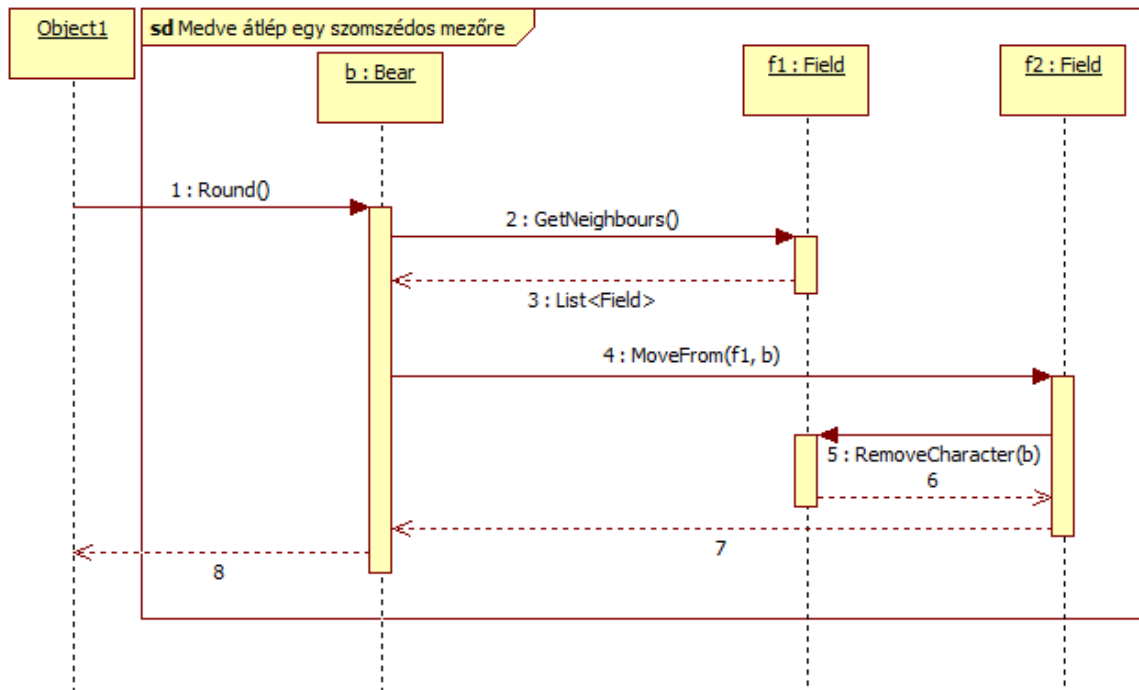 Object1
sd Medve átlép egy szomszédos mezőre
b : Bear
f1 : Field
f2 : Field
1 : Round()
2 : GetNeighbours()
3 : List<Field>
4 : MoveFrom(f1, b)
5 : RemoveCharacter(b)
6
7
8